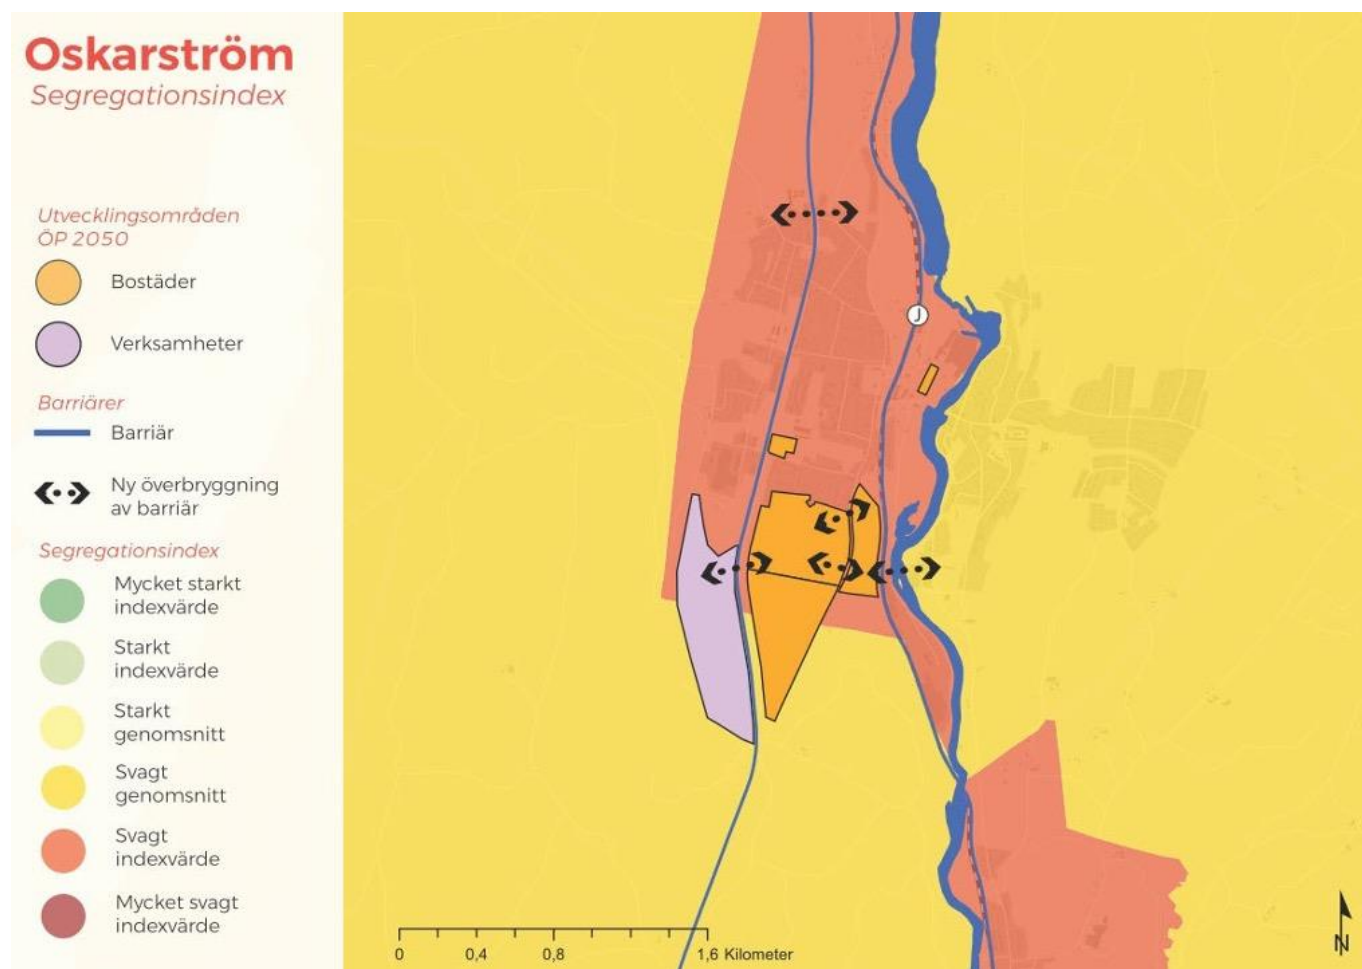 Oskarström
Segregationsindex
Utvecklingsområden
ÖP 2050
Bostäder
Verksamheter
Barriärer
Barriär
Ny överbryggning
av barriär
Segregationsindex
Mycket starkt
indexvärde
Starkt
indexvärde
Starkt
genomsnitt
Svagt
genomsnitt
Svagt
indexvärde
Mycket svagt
indexvärde
J
0 0,4 0,8 1,6 Kilometer
N